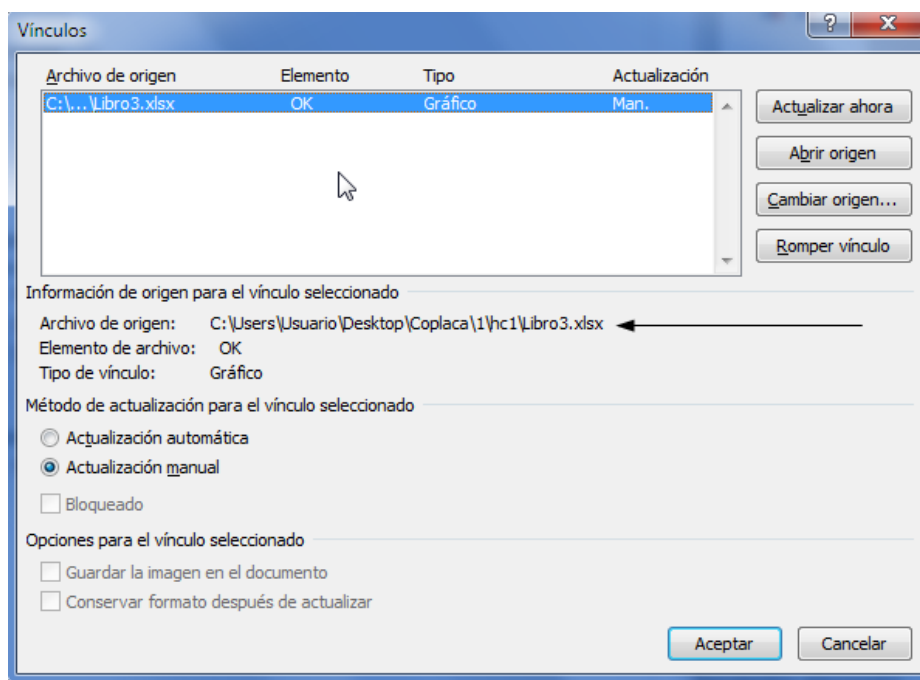 Vínculos
Archivo de origen Elemento Tipo Actualización
C:\...\Libro3.xlsx OK Gráfico Man.
Actualizar ahora
Abrir origen
Cambiar origen...
Romper vínculo
Información de origen para el vínculo seleccionado
Archivo de origen: C:\Users\Usuario\Desktop\Coplaca\1\hc1\Libro3.xlsx
Elemento de archivo: OK
Tipo de vínculo: Gráfico
Método de actualización para el vínculo seleccionado
Actualización automática
Actualización manual
Bloqueado
Opciones para el vínculo seleccionado
Guardar la imagen en el documento
Conservar formato después de actualizar
Aceptar Cancelar